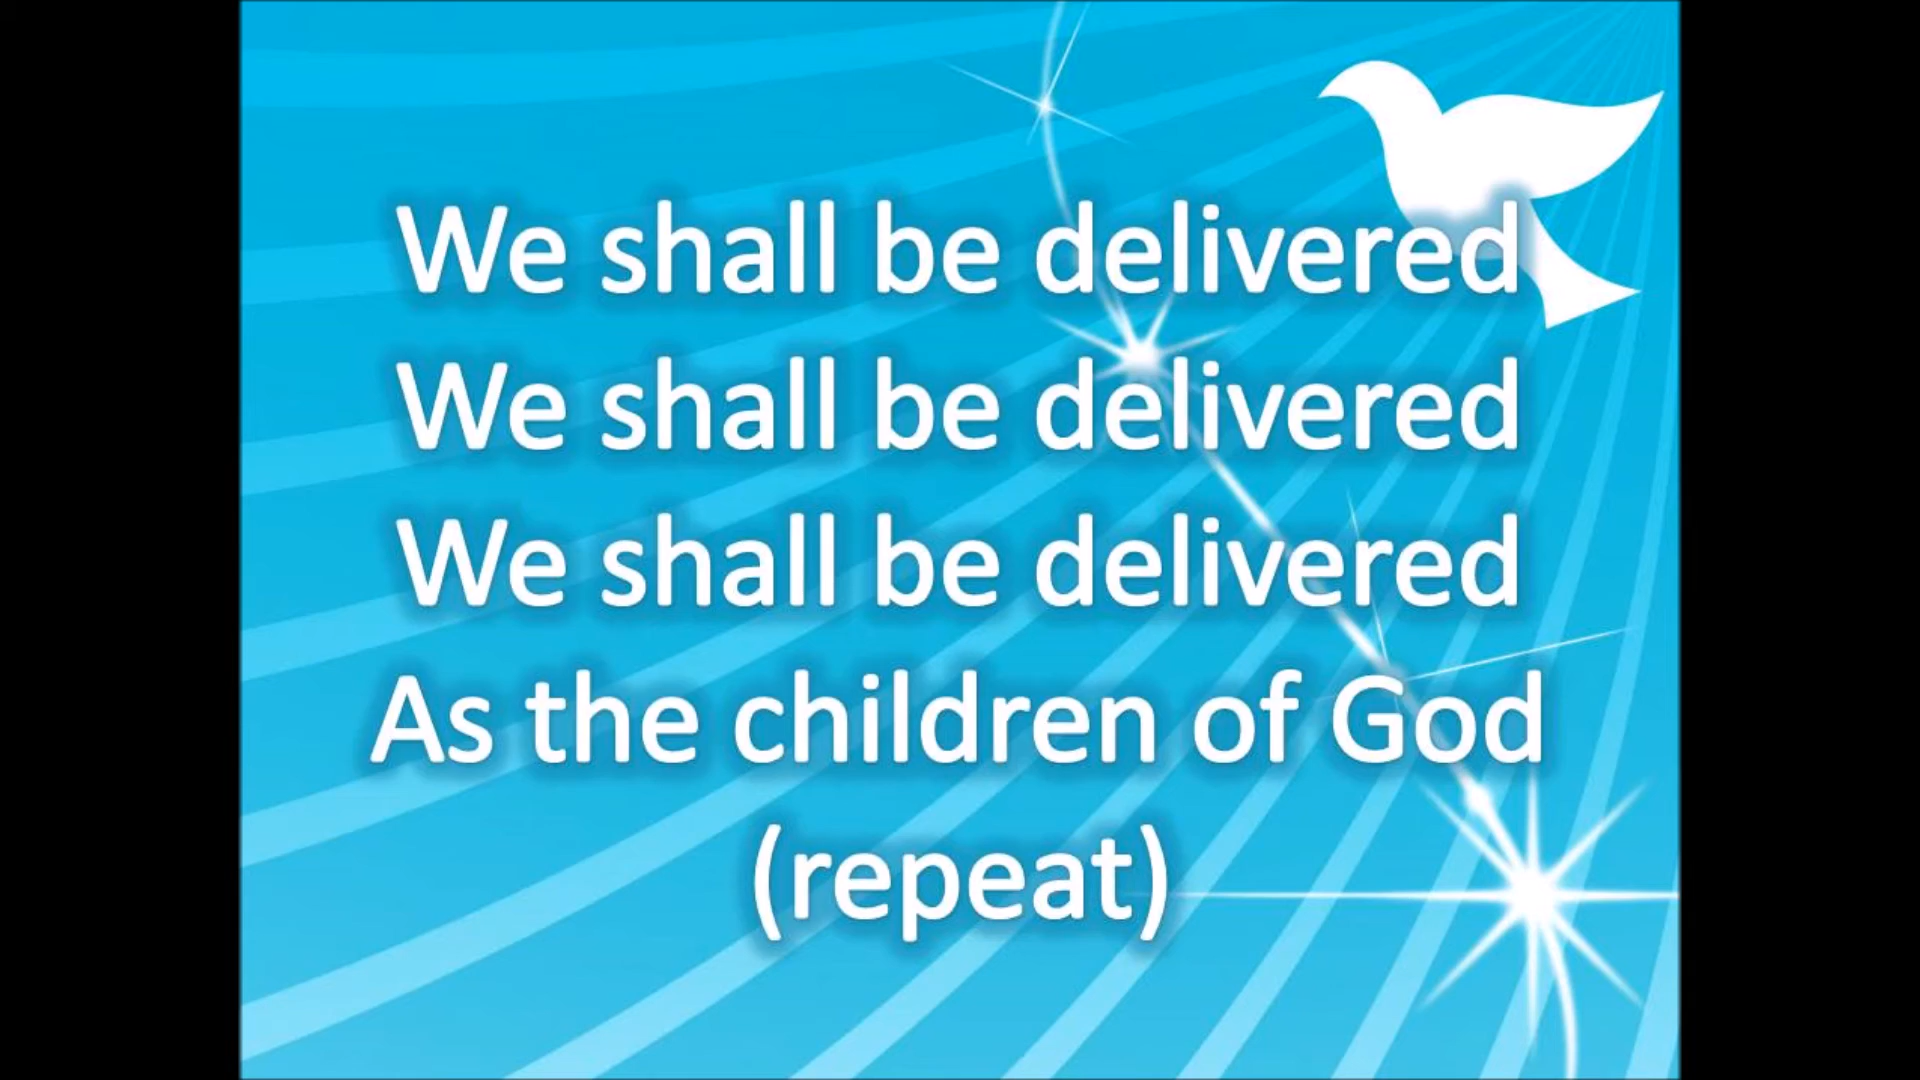 We shall be delivered
We shall be delivered
We shall be delivered
As the children of God
(repeat)